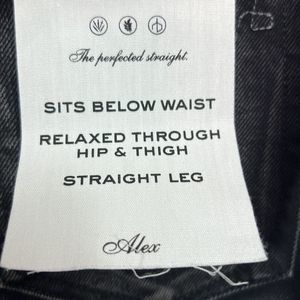 The perfected straight.
SITS BELOW WAIST
RELAXED THROUGH
HIP & THIGH
STRAIGHT LEG
Alex